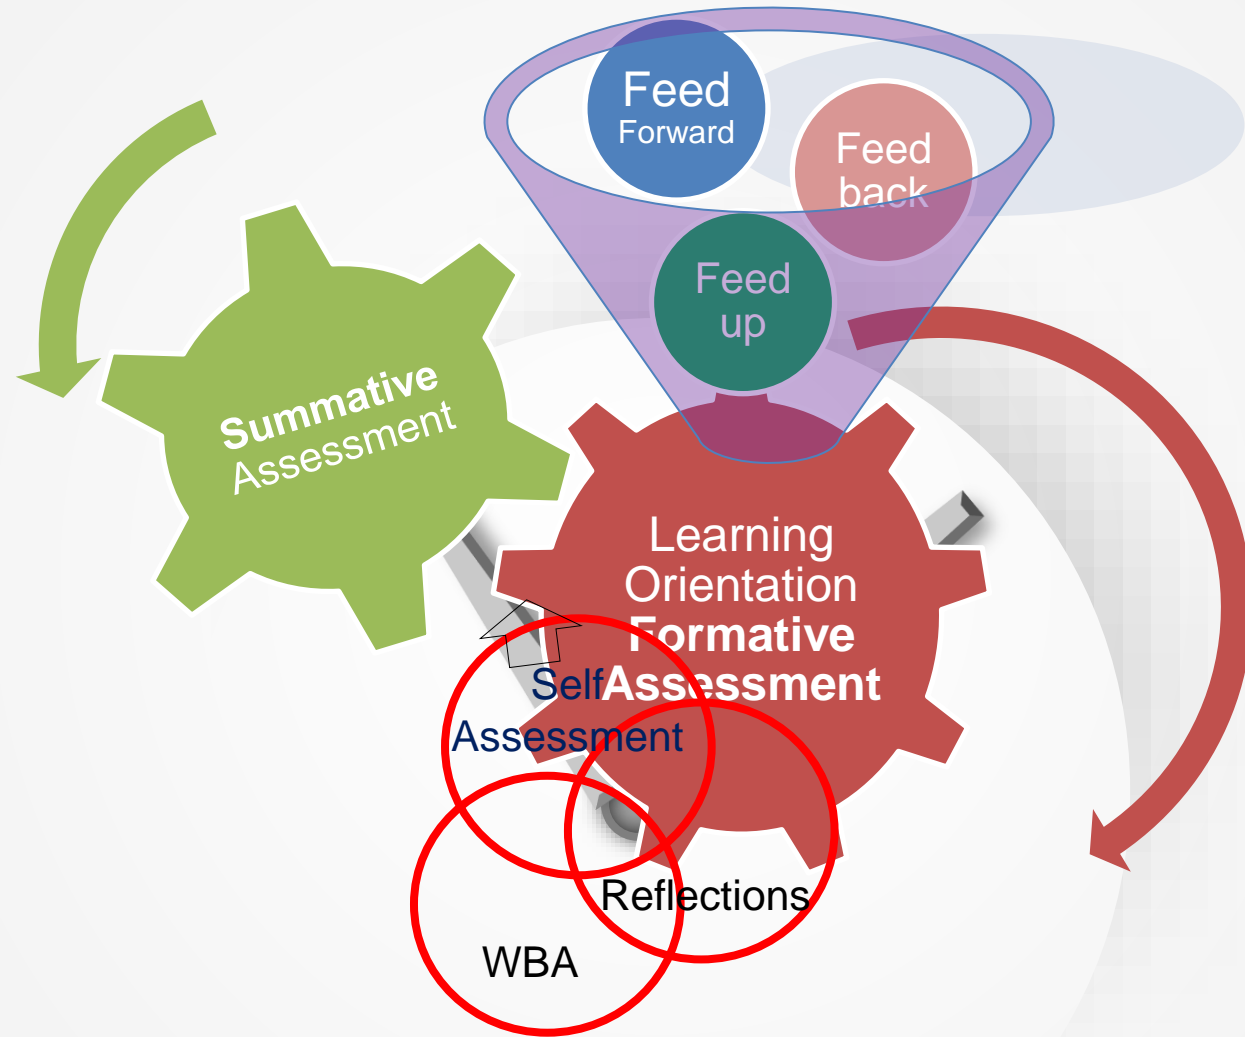 Feed
Forward
Feed
back
Feed
up
Summative
Assessment
Learning
Orientation
Formative
Assessment
Self
Assessment
Reflections
WBA